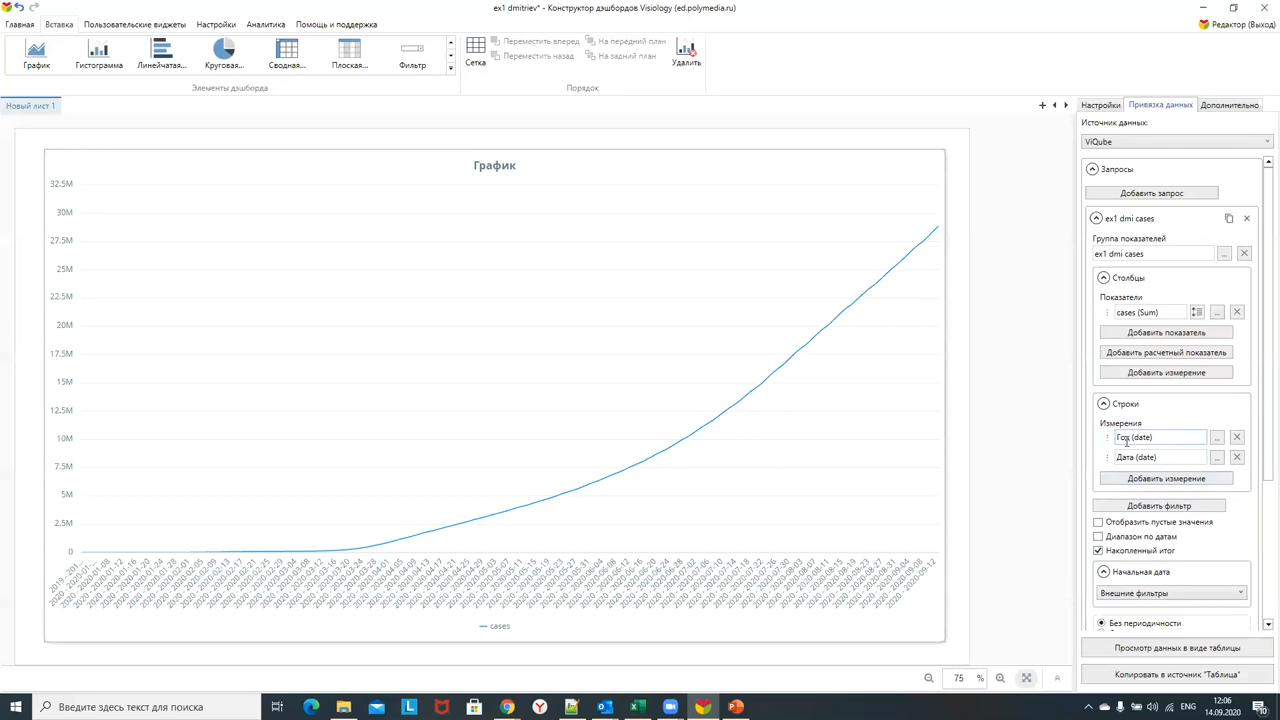 ex1 dmitriev* - Конструктор дэшбордов Visiology (ed.polymedia.ru)
Главная Вставка Пользовательские виджеты Настройки Аналитика Помощь и поддержка
Редактор (Выход)
График Гистограмма Линейчатая... Круговая... Сводная... Плоская... Фильтр
Сетка
Переместить вперед На передний план
Переместить назад На задний план
Удалить
Элементы дэшборда Порядок
Новый лист 1
Настройки Привязка данных Дополнительно
Источник данных:
ViQube
Запросы
Добавить запрос
ex1 dmi cases
Группа показателей
ex1 dmi cases
...
Столбцы
Показатели
cases (Sum)
...
Добавить показатель
Добавить расчетный показатель
Добавить измерение
Строки
Измерения
(date)
...
Дата (date)
...
Добавить измерение
Добавить фильтр
Отобразить пустые значения
Диапазон по датам
Накопленный итог
Начальная дата
Внешние фильтры
Без периодичности
Просмотр данных в виде таблицы
Копировать в источник "Таблица"
График
32.5M
30M
27.5M
25M
22.5M
20M
17.5M
15M
12.5M
10M
7.5M
5M
2.5M
0
cases
75 %
Введите здесь текст для поиска
ENG
12:06
14.09.2020